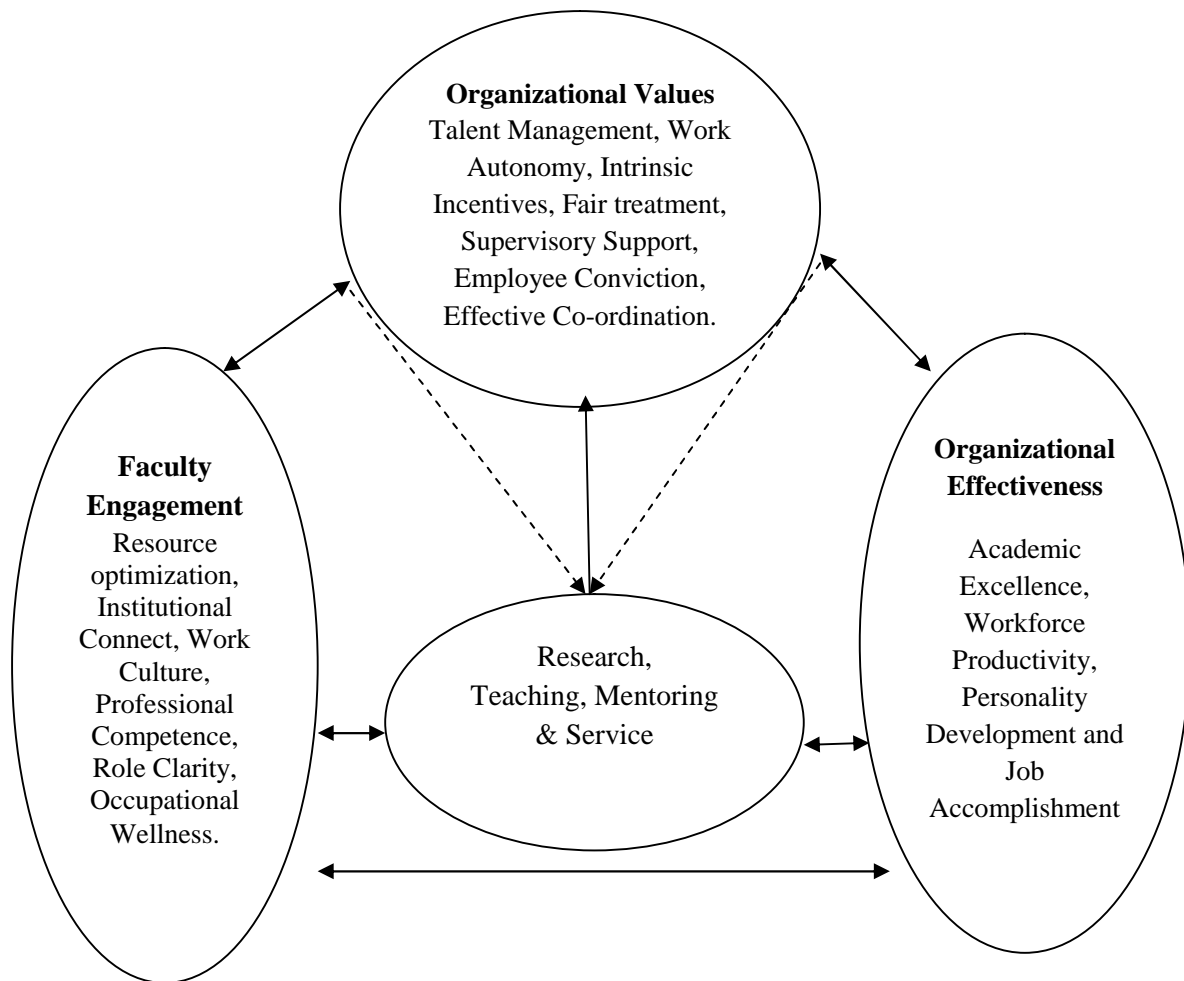 Organizational Values
Talent Management, Work
Autonomy, Intrinsic
Incentives, Fair treatment,
Supervisory Support,
Employee Conviction,
Effective Co-ordination.
Faculty
Engagement
Resource
optimization,
Institutional
Connect, Work
Culture,
Professional
Competence,
Role Clarity,
Occupational
Wellness.
Research,
Teaching, Mentoring
& Service
Organizational
Effectiveness
Academic
Excellence,
Workforce
Productivity,
Personality
Development and
Job
Accomplishment